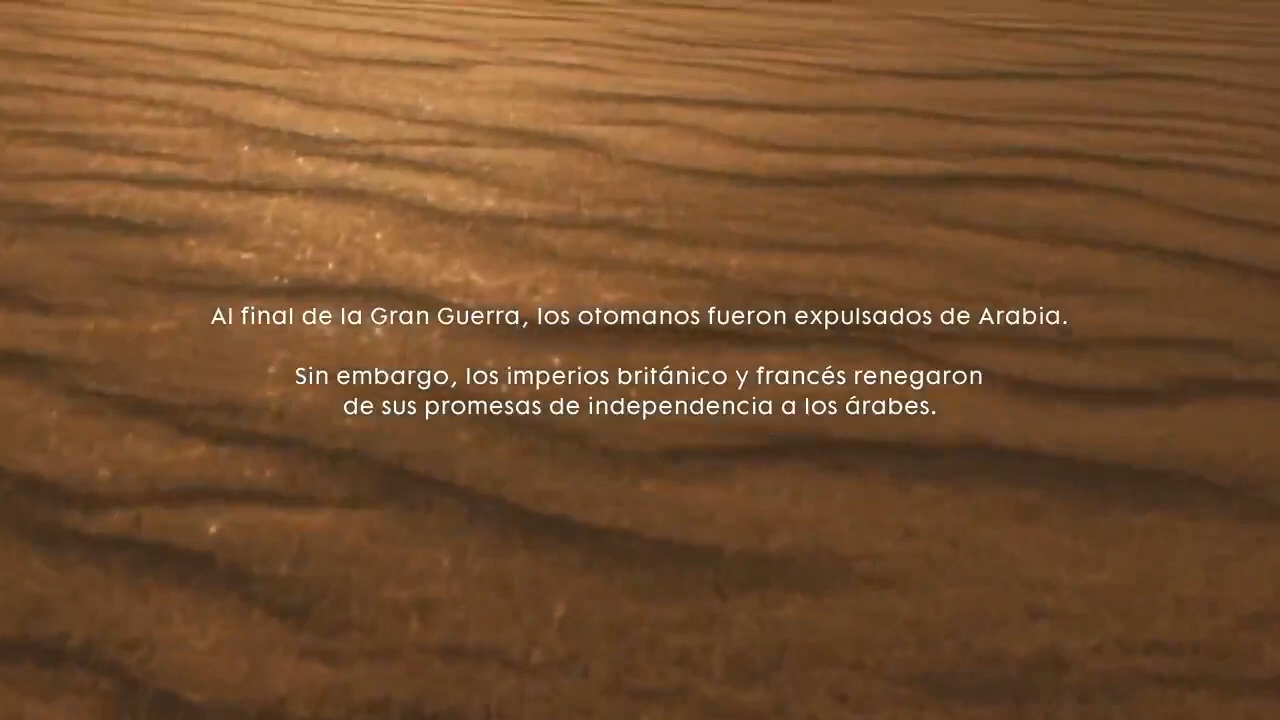 Al final de la Gran Guerra, los otomanos fueron expulsados de Arabia.
Sin embargo, los imperios británico y francés renegaron
de sus promesas de independencia a los árabes.